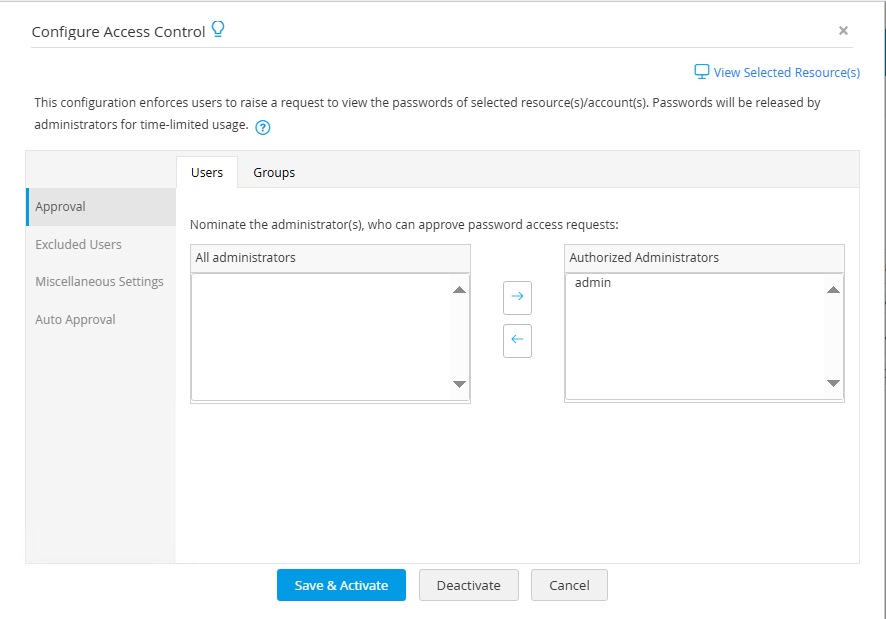 Configure Access Control
×
View Selected Resource(s)
This configuration enforces users to raise a request to view the passwords of selected resource(s)/account(s). Passwords will be released by
administrators for time-limited usage. ?
Users Groups
Approval
Excluded Users
Miscellaneous Settings
Auto Approval
Nominate the administrator(s), who can approve password access requests:
All administrators
Authorized Administrators
admin
Save & Activate Deactivate Cancel